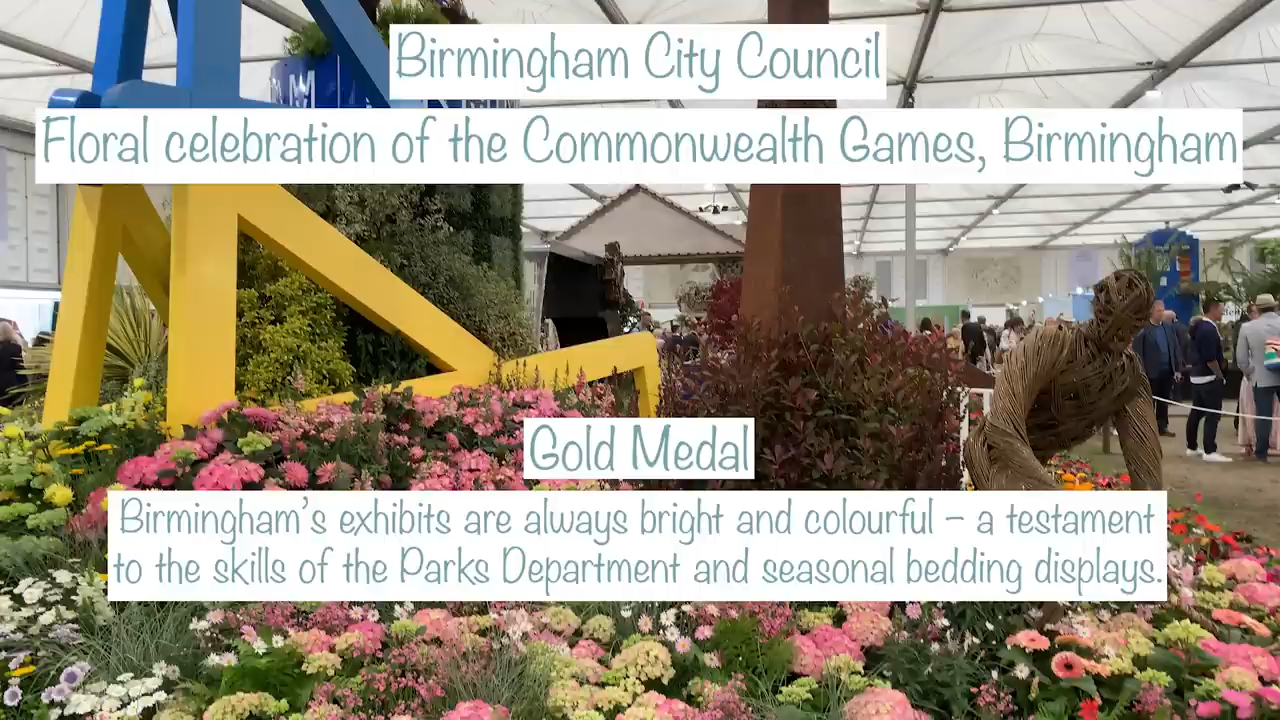 Birmingham City Council
Floral celebration of the Commonwealth Games, Birmingham
Gold Medal
Birmingham's exhibits are always bright and colourful – a testament
to the skills of the Parks Department and seasonal bedding displays.